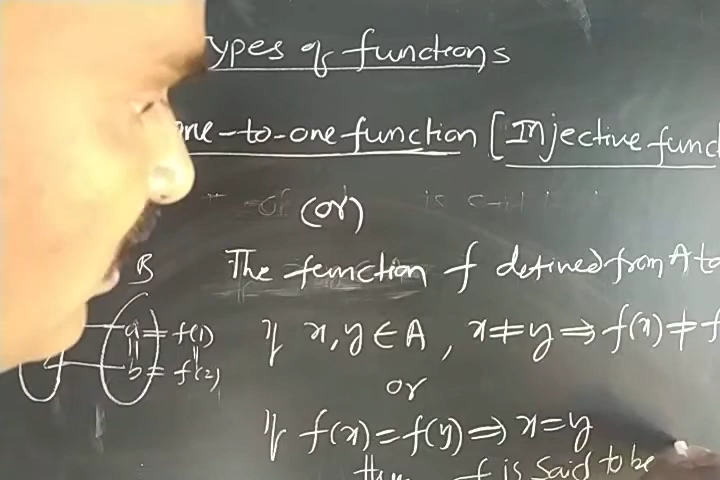 ypes of functions
one-to-one function [Injective func
(or)
B
The function f defined from A to
a = f(1)
If x, y ∈ A , x ≠ y ⇒ f(x) ≠ f
b = f(2)
or
If f(x) = f(y) ⇒ x = y
then f is said to be